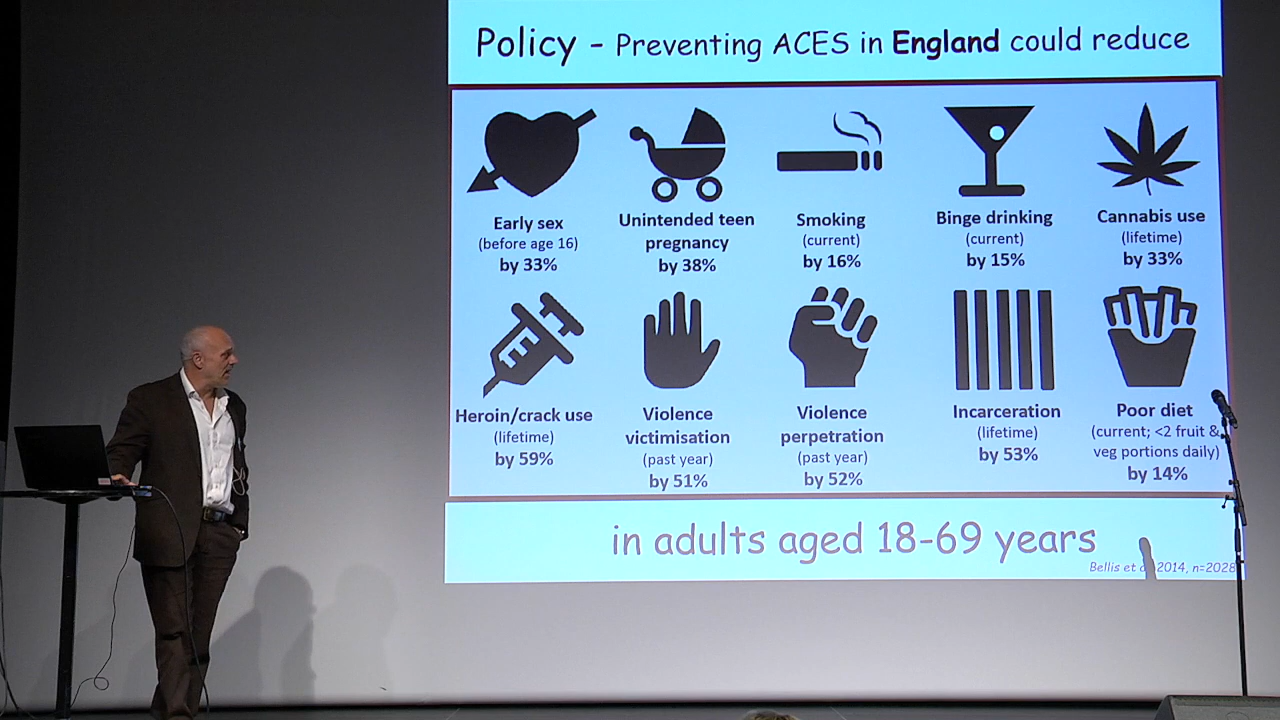 Policy - Preventing ACES in England could reduce
Early sex
(before age 16)
by 33%
Unintended teen
pregnancy
by 38%
Smoking
(current)
by 16%
Binge drinking
(current)
by 15%
Cannabis use
(lifetime)
by 33%
Heroin/crack use
(lifetime)
by 59%
Violence
victimisation
(past year)
by 51%
Violence
perpetration
(past year)
by 52%
Incarceration
(lifetime)
by 53%
Poor diet
(current; <2 fruit &
veg portions daily)
by 14%
in adults aged 18-69 years
Bellis et 2014, n=2028